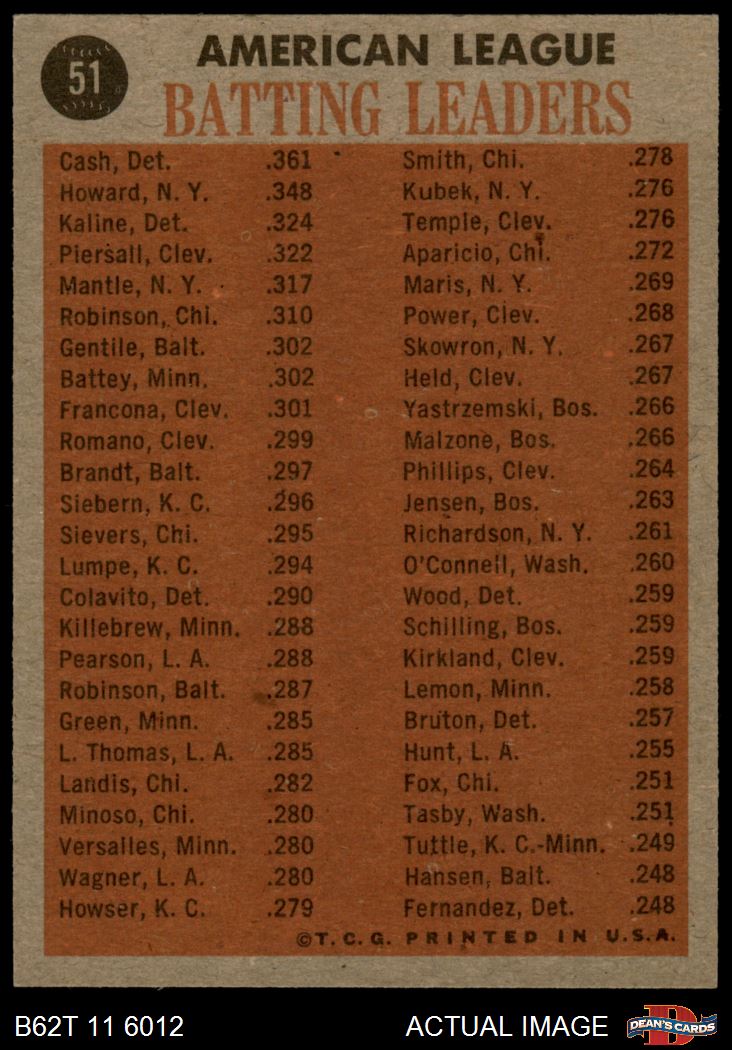 51
AMERICAN LEAGUE
BATTING LEADERS
Cash, Det. .361
Howard, N. Y. .348
Kaline, Det. .324
Piersall, Clev. .322
Mantle, N. Y. .317
Robinson, Chi. .310
Gentile, Balt. .302
Battey, Minn. .302
Francona, Clev. .301
Romano, Clev. .299
Brandt, Balt. .297
Siebern, K. C. .296
Sievers, Chi. .295
Lumpe, K. C. .294
Colavito, Det. .290
Killebrew, Minn. .288
Pearson, L. A. .288
Robinson, Balt. .287
Green, Minn. .285
L. Thomas, L. A. .285
Landis, Chi. .282
Minoso, Chi. .280
Versalles, Minn. .280
Wagner, L. A. .280
Howser, K. C. .279
Smith, Chi. .278
Kubek, N. Y. .276
Temple, Clev. .276
Aparicio, Chi. .272
Maris, N. Y. .269
Power, Clev. .268
Skowron, N. Y. .267
Held, Clev. .267
Yastrzemski, Bos. .266
Malzone, Bos. .266
Phillips, Clev. .264
Jensen, Bos. .263
Richardson, N. Y. .261
O'Connell, Wash. .260
Wood, Det. .259
Schilling, Bos. .259
Kirkland, Clev. .259
Lemon, Minn. .258
Bruton, Det. .257
Hunt, L. A. .255
Fox, Chi. .251
Tasby, Wash. .251
Tuttle, K. C.-Minn. .249
Hansen, Balt. .248
Fernandez, Det. .248
©T. C. G. PRINTED IN U.S.A.
B62T 11 6012
ACTUAL IMAGE
D
DEAN'S CARDS